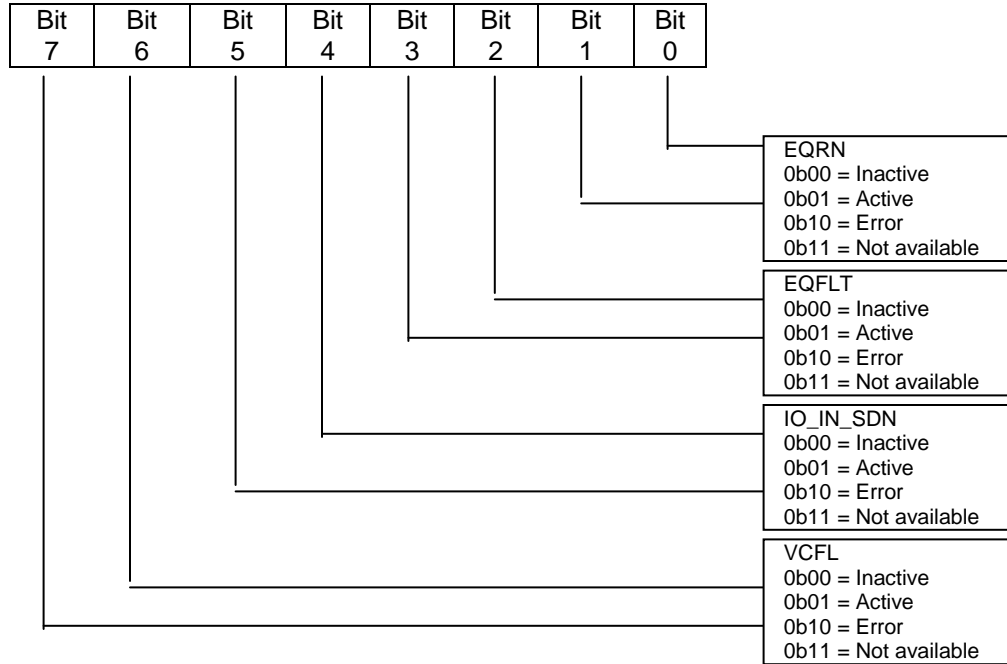 Bit Bit Bit Bit Bit Bit Bit Bit
7 6 5 4 3 2 1 0
EQRN
0b00 = Inactive
0b01 = Active
0b10 = Error
0b11 = Not available
EQFLT
0b00 = Inactive
0b01 = Active
0b10 = Error
0b11 = Not available
IO_IN_SDN
0b00 = Inactive
0b01 = Active
0b10 = Error
0b11 = Not available
VCFL
0b00 = Inactive
0b01 = Active
0b10 = Error
0b11 = Not available